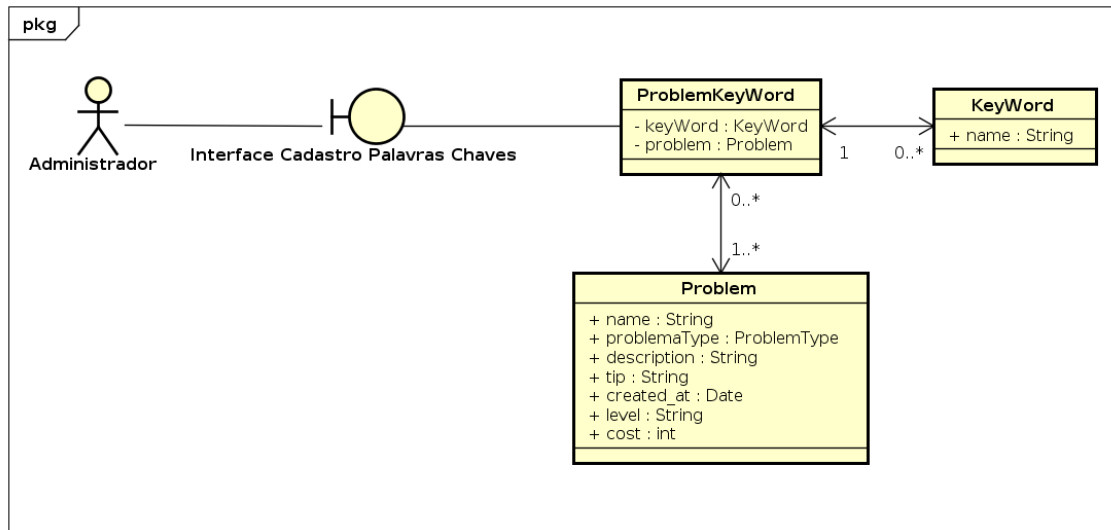 pkg
Administrador
Interface Cadastro Palavras Chaves
ProblemKeyWord
- keyWord : KeyWord
- problem : Problem
1
0..*
KeyWord
+ name : String
0..*
1..*
Problem
+ name : String
+ problemaType : ProblemType
+ description : String
+ tip : String
+ created_at : Date
+ level : String
+ cost : int